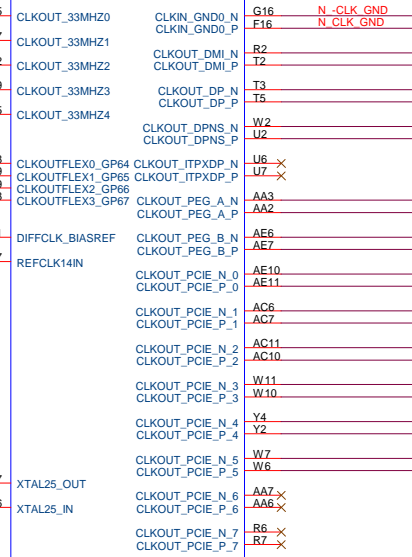 CLKOUT_33MHZ0 CLKIN_GND0_N G16 N_-CLK_GND
CLKIN_GND0_P F16 N_CLK_GND
CLKOUT_33MHZ1
CLKOUT_DMI_N R2
CLKOUT_33MHZ2 CLKOUT_DMI_P T2
CLKOUT_33MHZ3 CLKOUT_DP_N T3
CLKOUT_DP_P T5
CLKOUT_33MHZ4
CLKOUT_DPNS_N W2
CLKOUT_DPNS_P U2
CLKOUTFLEX0_GP64 CLKOUT_ITPXDP_N U6
CLKOUTFLEX1_GP65 CLKOUT_ITPXDP_P U7
CLKOUTFLEX2_GP66
CLKOUTFLEX3_GP67 CLKOUT_PEG_A_N AA3
CLKOUT_PEG_A_P AA2
DIFFCLK_BIASREF CLKOUT_PEG_B_N AE6
CLKOUT_PEG_B_P AE7
REFCLK14IN
CLKOUT_PCIE_N_0 AE10
CLKOUT_PCIE_P_0 AE11
CLKOUT_PCIE_N_1 AC6
CLKOUT_PCIE_P_1 AC7
CLKOUT_PCIE_N_2 AC11
CLKOUT_PCIE_P_2 AC10
CLKOUT_PCIE_N_3 W11
CLKOUT_PCIE_P_3 W10
CLKOUT_PCIE_N_4 Y4
CLKOUT_PCIE_P_4 Y2
CLKOUT_PCIE_N_5 W7
CLKOUT_PCIE_P_5 W6
XTAL25_OUT
CLKOUT_PCIE_N_6 AA7
XTAL25_IN CLKOUT_PCIE_P_6 AA6
CLKOUT_PCIE_N_7 R6
CLKOUT_PCIE_P_7 R7